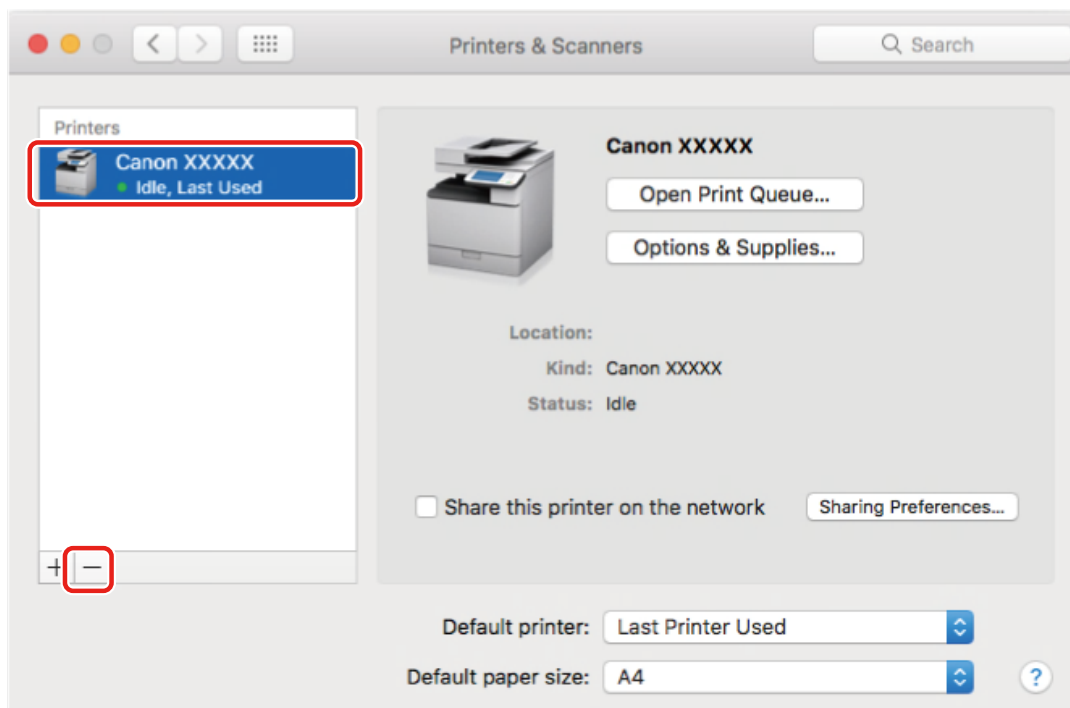 Printers & Scanners
Search
Printers
Canon XXXXX
Idle, Last Used
Canon XXXXX
Open Print Queue...
Options & Supplies...
Location:
Kind: Canon XXXXX
Status: Idle
Share this printer on the network
Sharing Preferences...
+ −
Default printer: Last Printer Used
Default paper size: A4
?